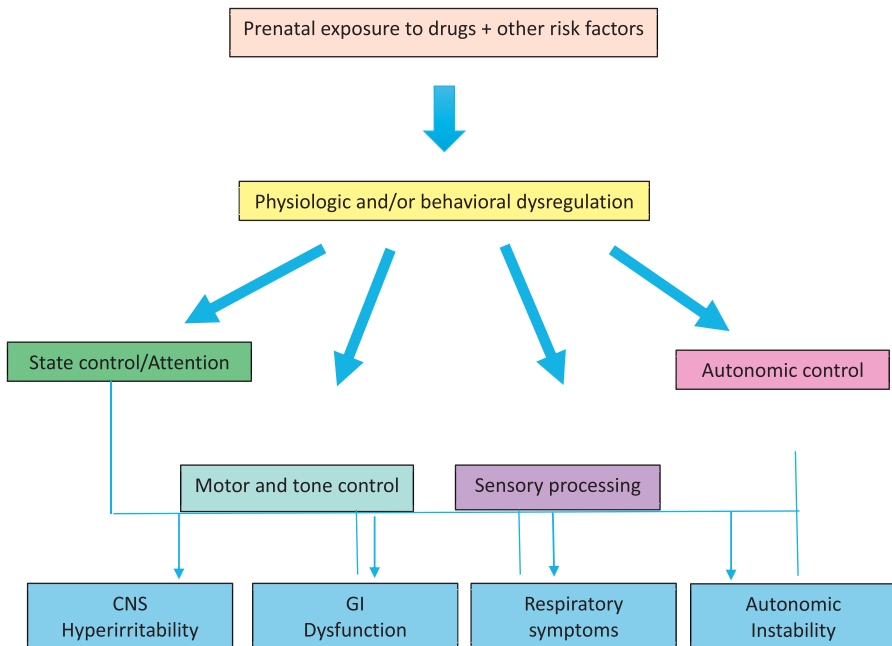 Prenatal exposure to drugs + other risk factors
Physiologic and/or behavioral dysregulation
State control/Attention
Autonomic control
Motor and tone control
Sensory processing
CNS
Hyperirritability
GI
Dysfunction
Respiratory
symptoms
Autonomic
Instability